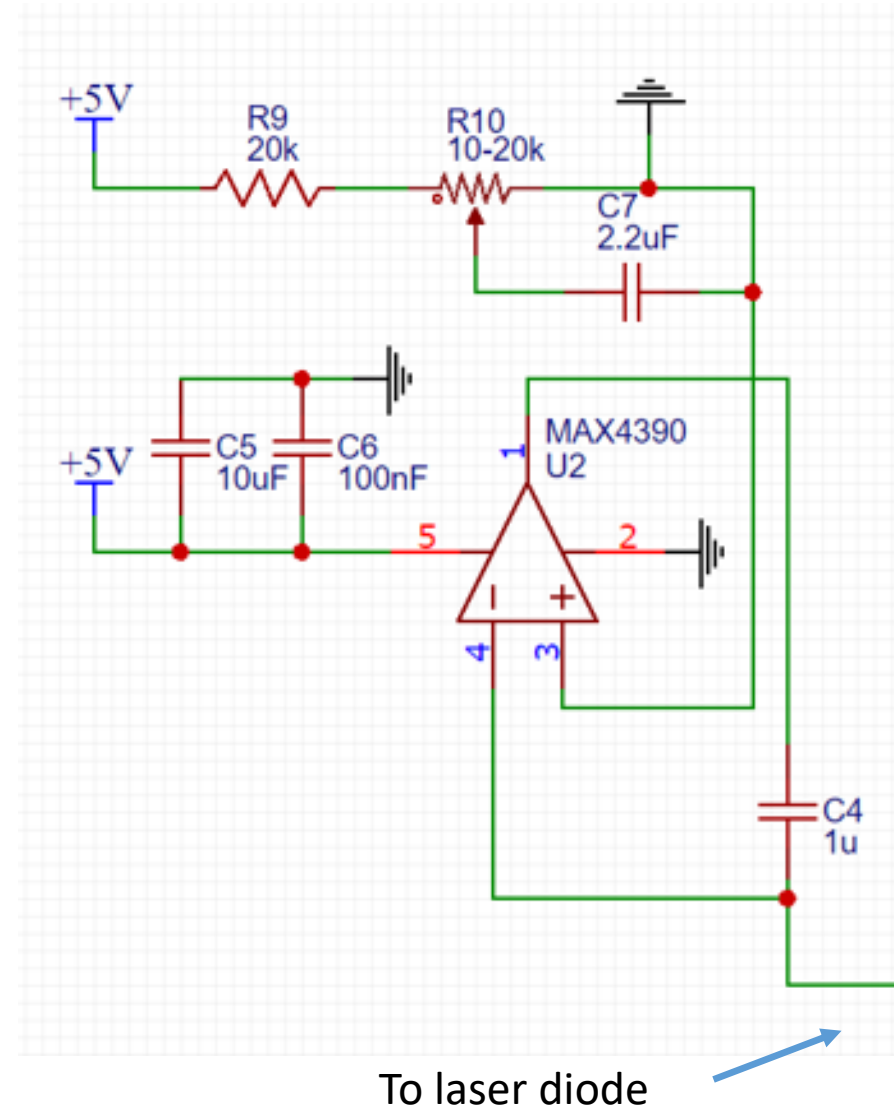 +5V
R9
20k
R10
10-20k
C7
2.2uF
+5V
C5
10uF
C6
100nF
1
MAX4390
U2
5
2
-
+
4
3
C4
1u
To laser diode